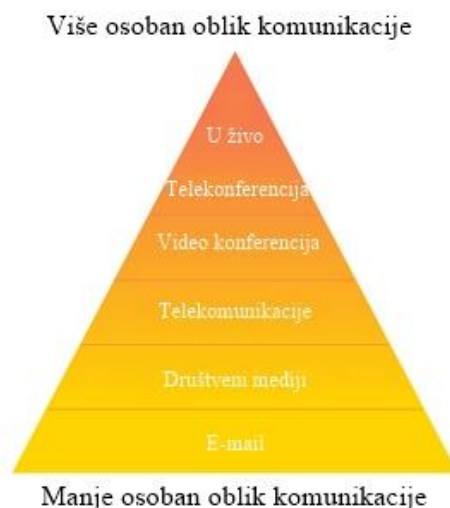 Više osoban oblik komunikacije
U živo
Telekonferencija
Video konferencija
Telekomunikacije
Društveni mediji
E-mail
Manje osoban oblik komunikacije